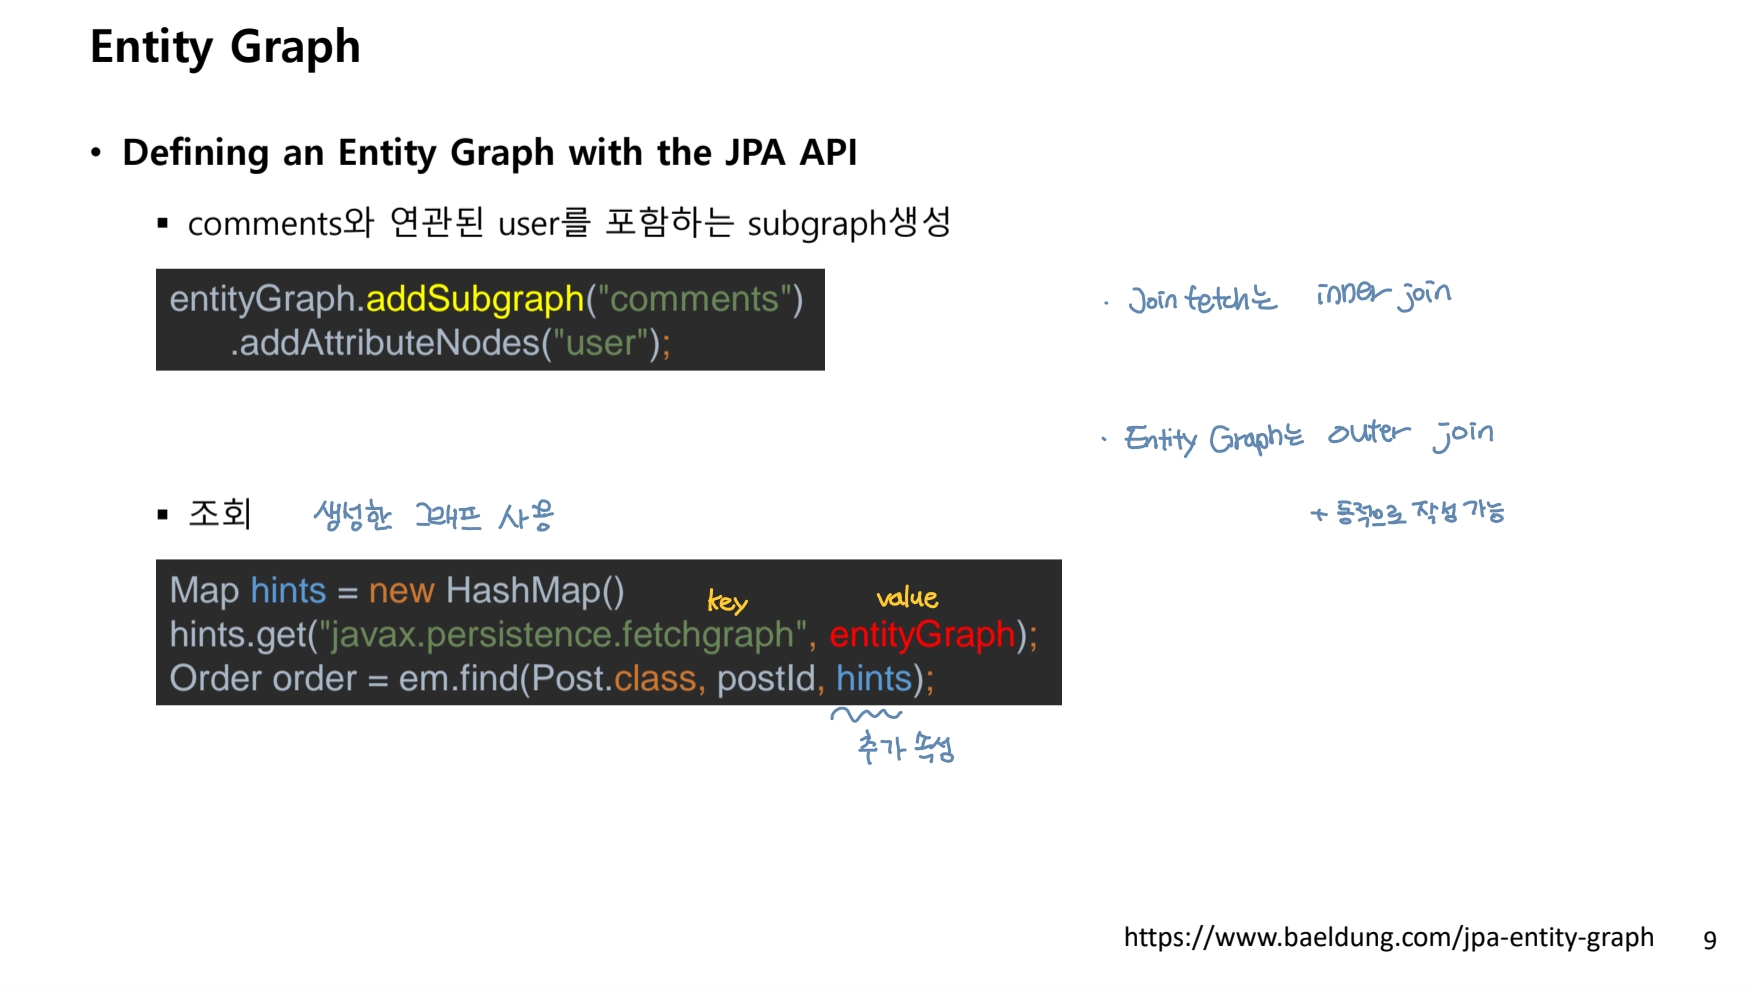 Entity Graph
• Defining an Entity Graph with the JPA API
▪ comments와 연관된 user를 포함하는 subgraph생성
entityGraph.addSubgraph("comments")
.addAttributeNodes("user");
· Join fetch는 inner join
· Entity Graph는 outer join
+ 동적으로 작성 가능
▪ 조회 생성한 그래프 사용
Map hints = new HashMap()
key value
hints.get("javax.persistence.fetchgraph", entityGraph);
Order order = em.find(Post.class, postId, hints);
추가 속성
https://www.baeldung.com/jpa-entity-graph 9